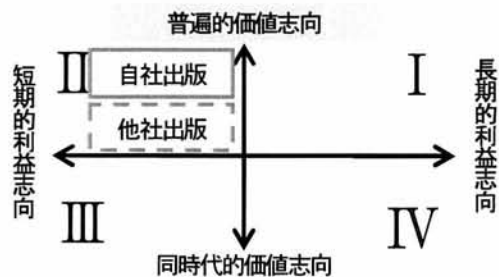 普遍的価値志向
Ⅱ
自社出版
Ⅰ
他社出版
短期的利益志向
長期的利益志向
Ⅲ
Ⅳ
同時代的価値志向